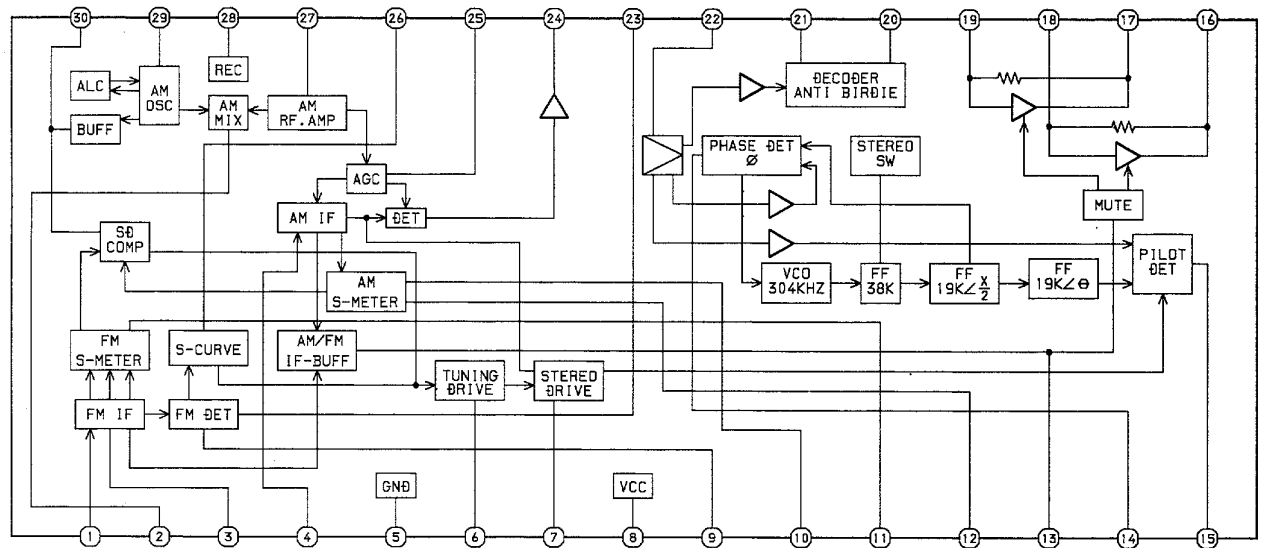 30 29 28 27 26 25 24 23 22 21 20 19 18 17 16
REC
ALC
AM
OSC
BUFF
AM
MIX
AM
RF.AMP
DECODER
ANTI BIRDIE
PHASE DET
Ø
STEREO
SW
AGC
MUTE
AM IF
DET
SD
COMP
PILOT
DET
AM
S-METER
VCO
304KHZ
FF
38K
FF
19K∠X/2
FF
19K∠Θ
FM
S-METER
S-CURVE
AM/FM
IF-BUFF
TUNING
DRIVE
STEREO
DRIVE
FM IF
FM DET
GND
VCC
1 2 3 4 5 6 7 8 9 10 11 12 13 14 15